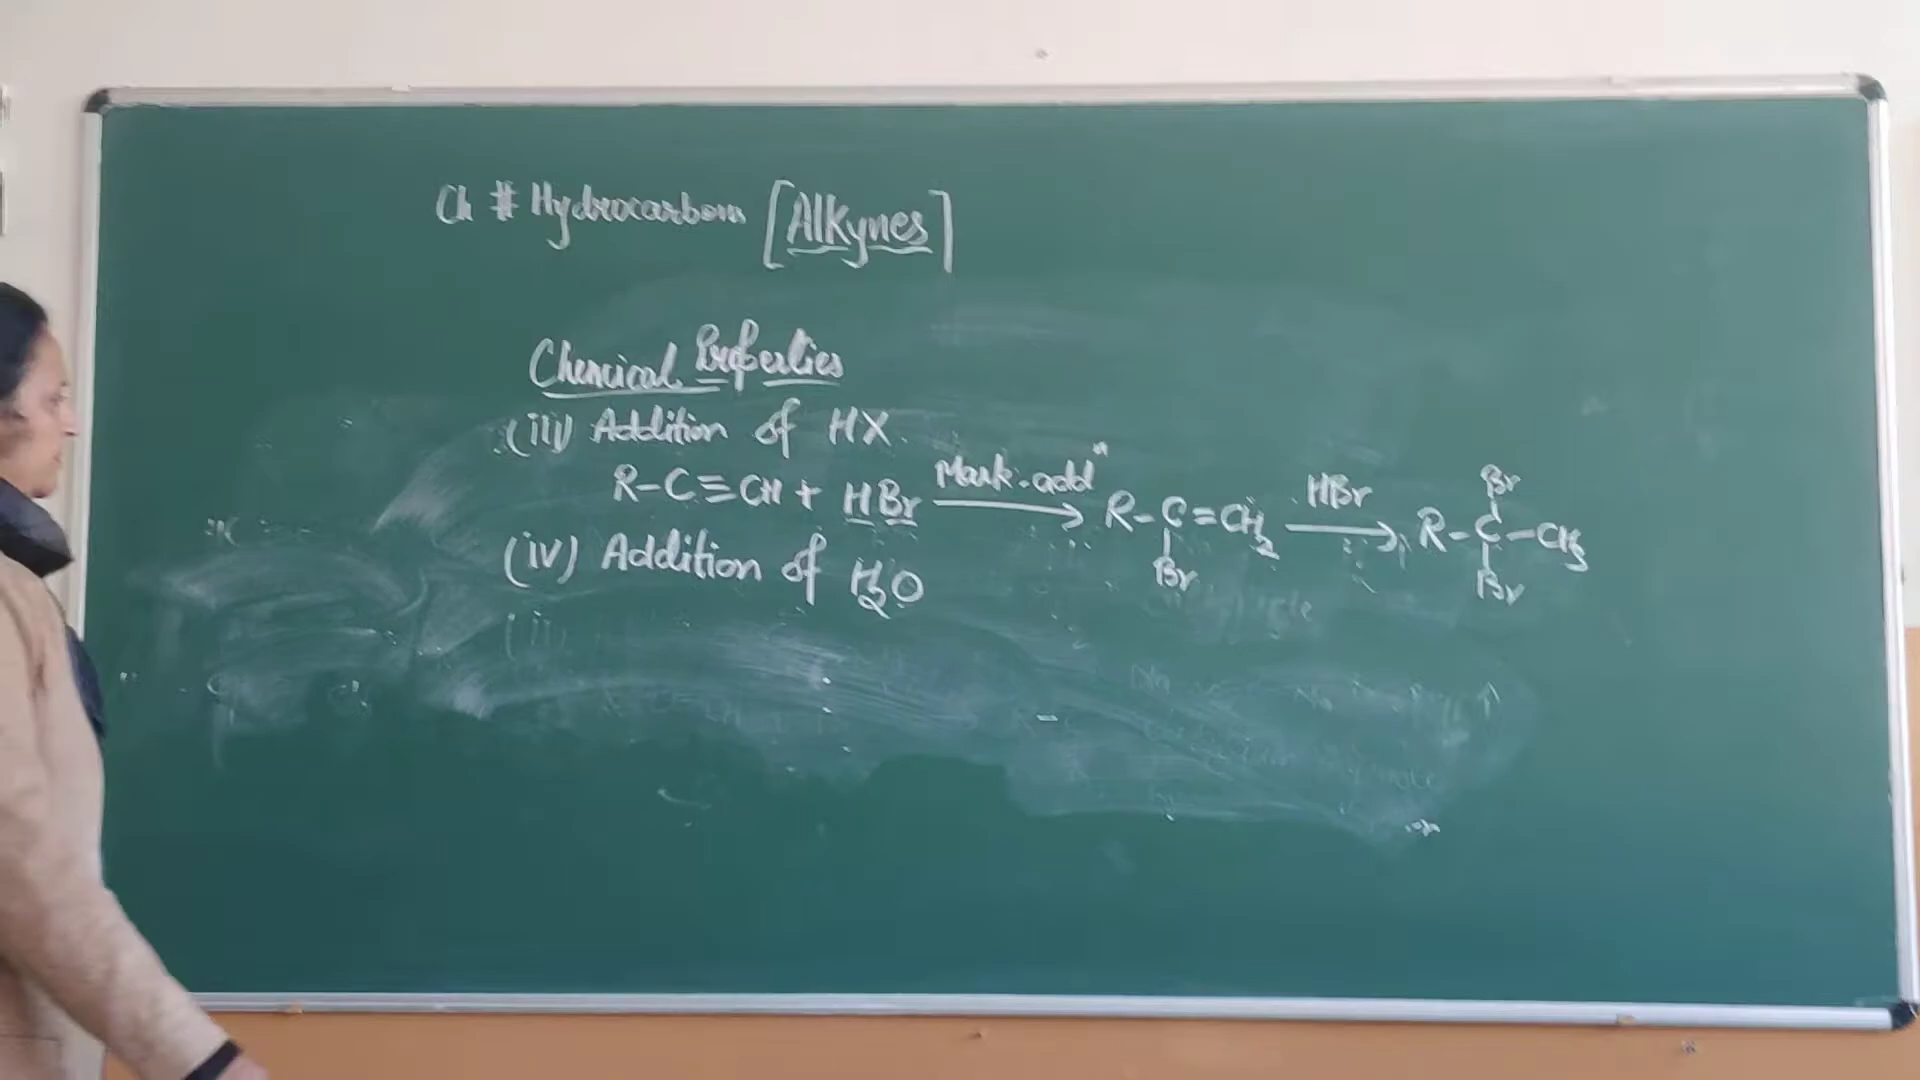 Ch # Hydrocarbons [Alkynes]
Chemical Properties
(iii) Addition of HX
R-C≡CH + HBr Mark. addⁿ → R-C=CH₂ HBr → R-C-CH₃
Br
Br
Br
(iv) Addition of H₂O